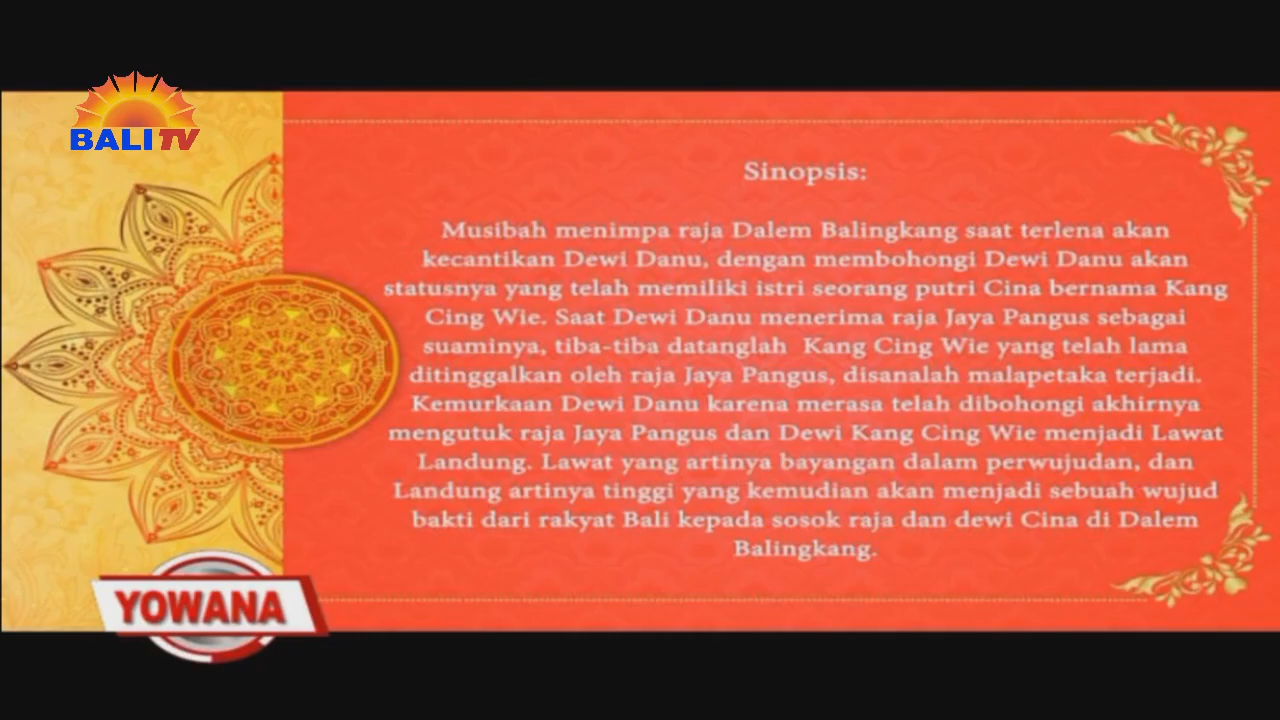 BALI TV
Sinopsis:
Musibah menimpa raja Dalem Balingkang saat terlena akan
kecantikan Dewi Danu, dengan membohongi Dewi Danu akan
statusnya yang telah memiliki istri seorang putri Cina bernama Kang
Cing Wie. Saat Dewi Danu menerima raja Jaya Pangus sebagai
suaminya, tiba-tiba datanglah Kang Cing Wie yang telah lama
ditinggalkan oleh raja Jaya Pangus, disanalah malapetaka terjadi.
Kemurkaan Dewi Danu karena merasa telah dibohongi akhirnya
mengutuk raja Jaya Pangus dan Dewi Kang Cing Wie menjadi Lawat
Landung. Lawat yang artinya bayangan dalam perwujudan, dan
Landung artinya tinggi yang kemudian akan menjadi sebuah wujud
bakti dari rakyat Bali kepada sosok raja dan dewi Cina di Dalem
Balingkang.
YOWANA